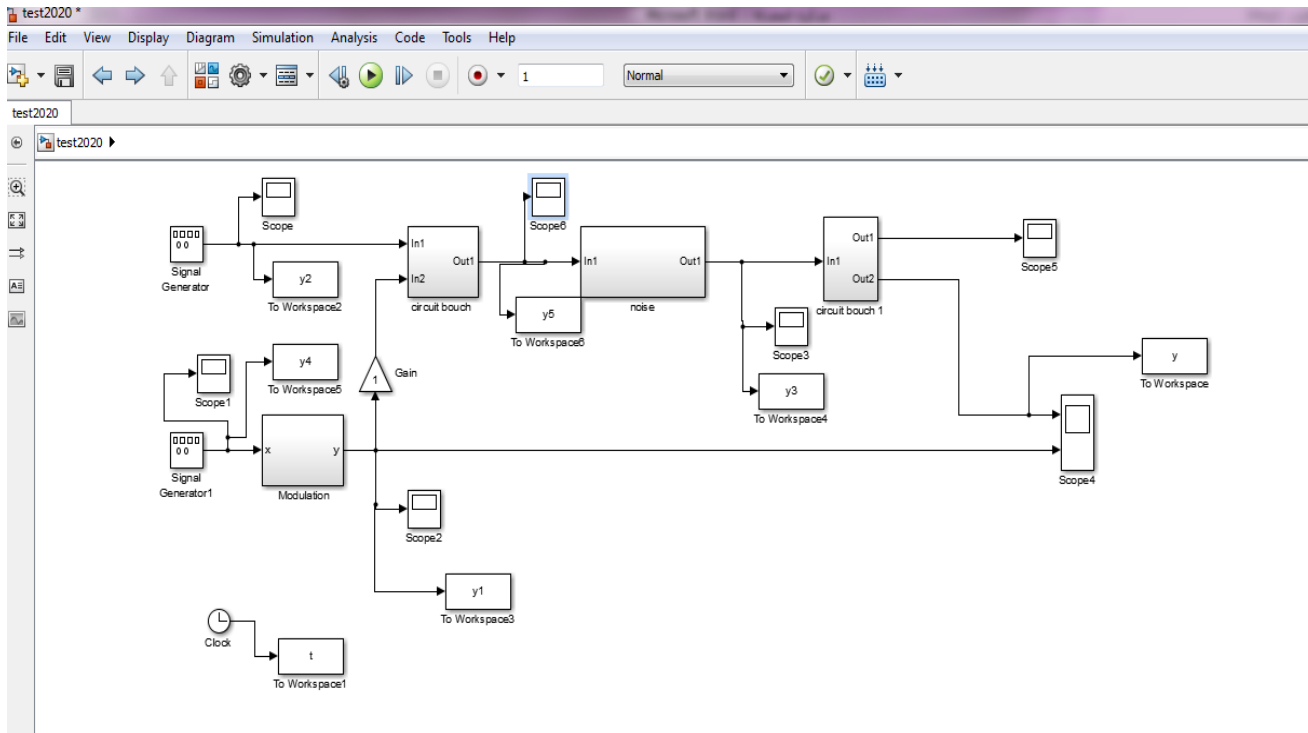 test2020 *
File Edit View Display Diagram Simulation Analysis Code Tools Help
1 Normal
test2020
test2020
Scope
Signal
Generator
y2
To Workspace2
In1
In2
Out1
circuit bouch
Scope6
y5
To Workspace6
In1
Out1
noise
In1
Out1
Out2
circuit bouch 1
Scope5
Scope3
y3
To Workspace4
y
To Workspace
Scope4
Scope1
y4
To Workspace5
1
Gain
Signal
Generator1
x
y
Modulation
Scope2
y1
To Workspace3
Clock
t
To Workspace1